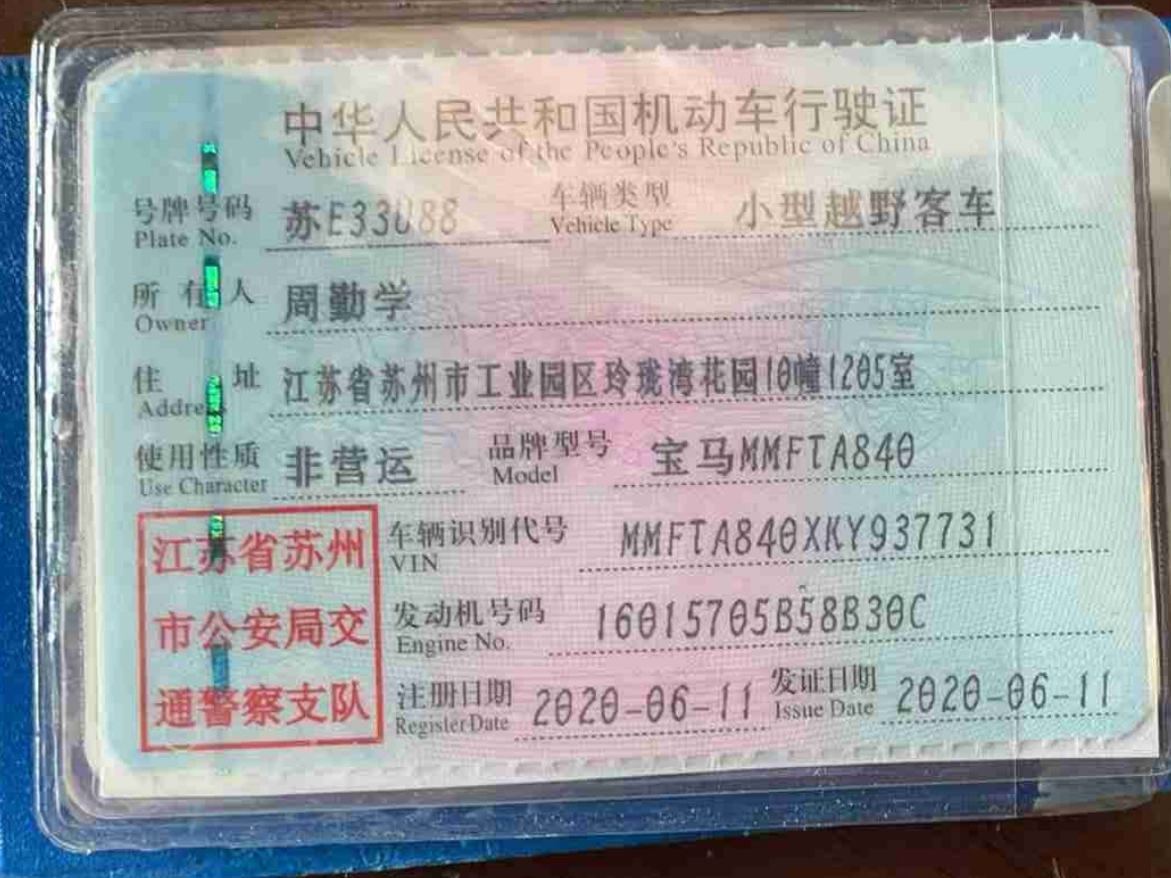 中华人民共和国机动车行驶证
Vehicle License of the People's Republic of China
号牌号码 苏E33U88 车辆类型 小型越野客车
Plate No. Vehicle Type
所有人 周勤学
Owner
住址 江苏省苏州市工业园区玲珑湾花园10幢1205室
Address
使用性质 非营运 品牌型号 宝马MMFTA840
Use Character Model
江苏省苏州
市公安局交
通警察支队
车辆识别代号 MMFTA840XKY937731
VIN
发动机号码 16015705B58B30C
Engine No.
注册日期 2020-06-11 发证日期 2020-06-11
Register Date Issue Date